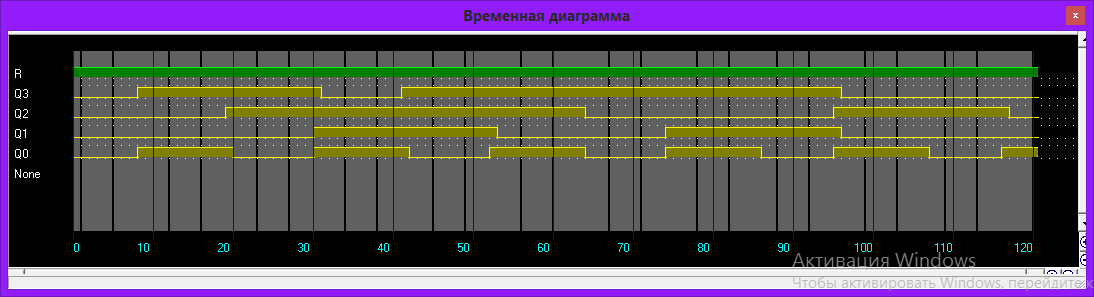 Временная диаграмма
x
R
Q3
Q2
Q1
Q0
None
0 10 20 30 40 50 60 70 80 90 100 110 120
Активация Windows
Чтобы активировать Windows, перейдите